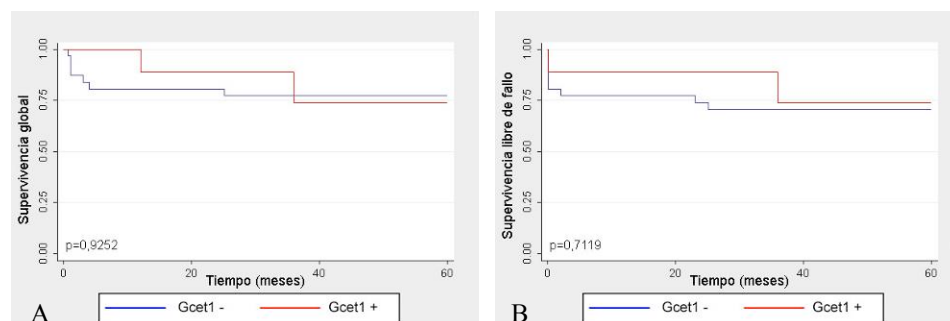 Supervivencia global
1.00
0.75
0.50
0.25
0.00
p=0,9252
0
20
40
60
Tiempo (meses)
A
Gcet1 -
Gcet1 +
Supervivencia libre de fallo
1.00
0.75
0.50
0.25
0.00
p=0,7119
0
20
40
60
Tiempo (meses)
B
Gcet1 -
Gcet1 +